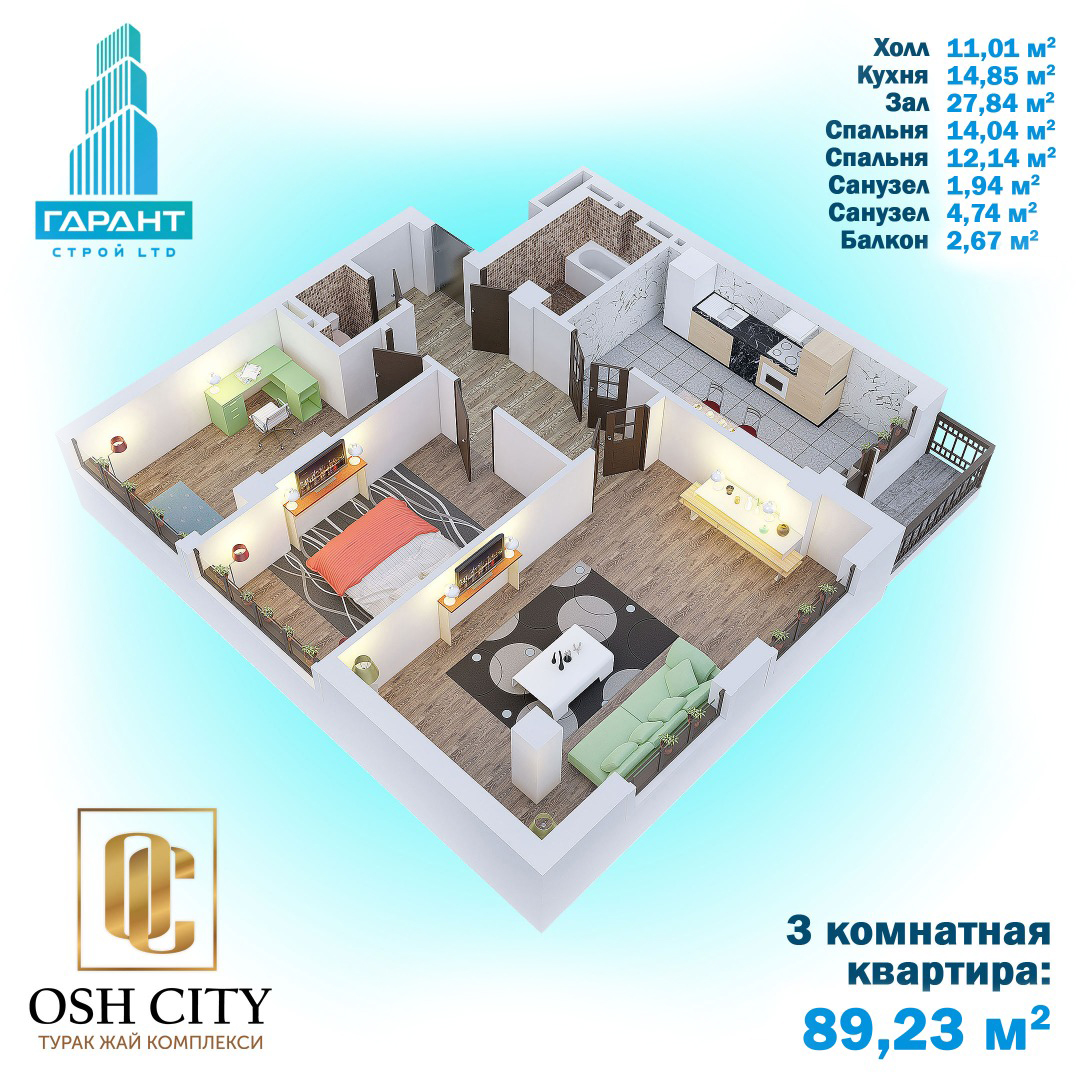 ГАРАНТ
СТРОЙ LTD
Холл 11,01 м²
Кухня 14,85 м²
Зал 27,84 м²
Спальня 14,04 м²
Спальня 12,14 м²
Санузел 1,94 м²
Санузел 4,74 м²
Балкон 2,67 м²
OC
OSH CITY
ТУРАК ЖАЙ КОМПЛЕКСИ
3 комнатная
квартира:
89,23 м²